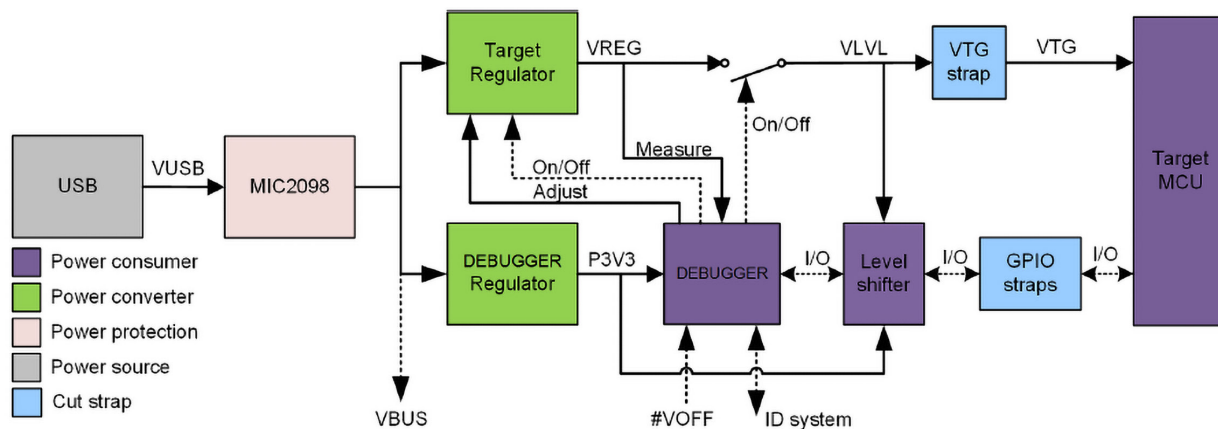 Target
Regulator
VREG
VLVL
VTG
strap
VTG
On/Off
VUSB
On/Off
Measure
Adjust
USB
MIC2098
Target
MCU
Power consumer
Power converter
Power protection
Power source
Cut strap
DEBUGGER
Regulator
P3V3
DEBUGGER
I/O
Level
shifter
I/O
GPIO
straps
I/O
VBUS
#VOFF
ID system